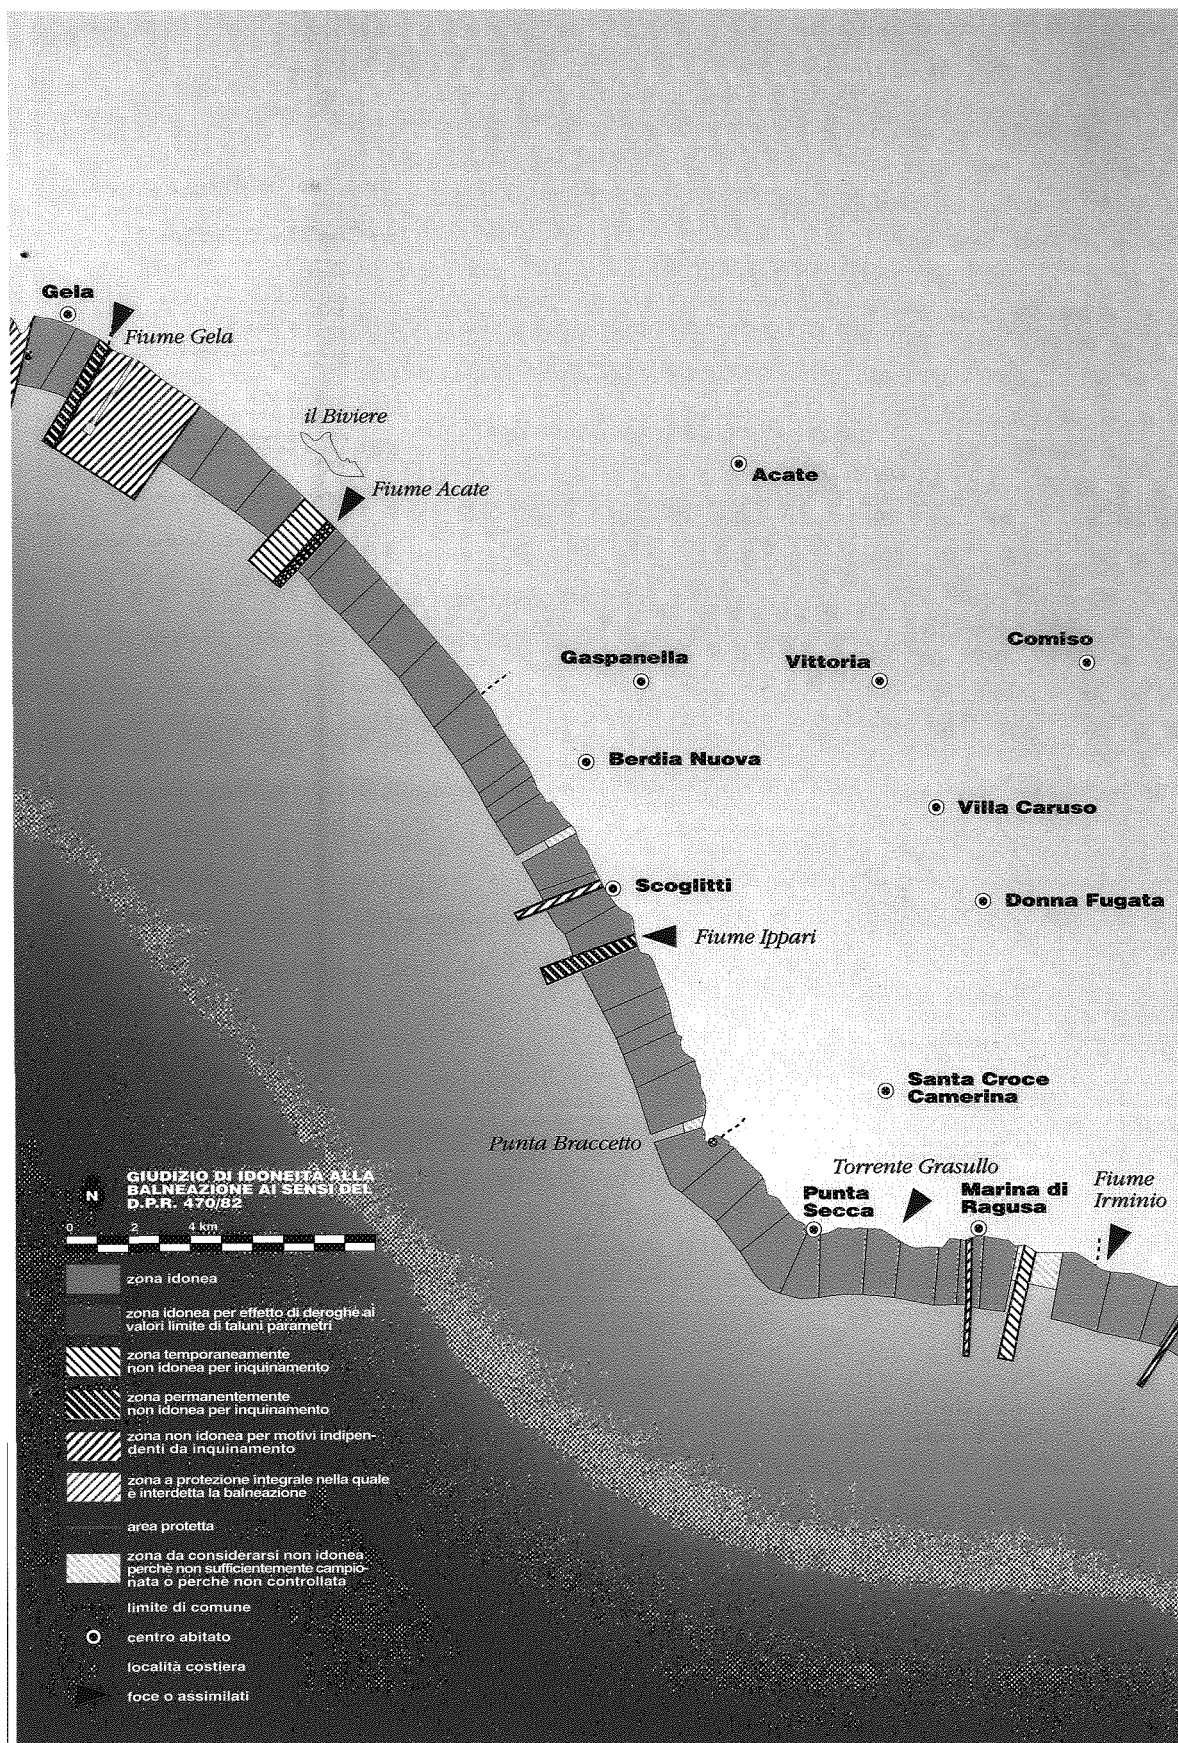 Gela
Fiume Gela
il Biviere
Fiume Acate
Acate
Comiso
Gaspanella
Vittoria
Berdia Nuova
Villa Caruso
Scoglitti
Donna Fugata
Fiume Ippari
Santa Croce
Camerina
Punta Braccetto
Torrente Grasullo
Fiume
Irminio
Punta
Secca
Marina di
Ragusa
N
GIUDIZIO DI IDONEITÀ ALLA
BALNEAZIONE AI SENSI DEL
D.P.R. 470/82
0 2 4 km
zona idonea
zona idonea per effetto di deroghe ai
valori limite di taluni parametri
zona temporaneamente
non idonea per inquinamento
zona permanentemente
non idonea per inquinamento
zona non idonea per motivi indipen-
denti da inquinamento
zona a protezione integrale nella quale
è interdetta la balneazione
area protetta
zona da considerarsi non idonea
perchè non sufficientemente campio-
nata o perchè non controllata
limite di comune
centro abitato
località costiera
foce o assimilati